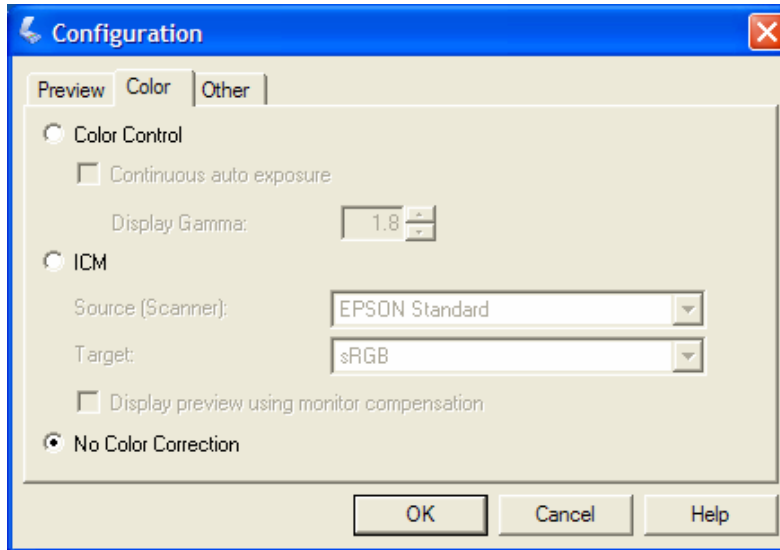 Configuration
Preview Color Other
Color Control
Continuous auto exposure
Display Gamma: 1.8
ICM
Source (Scanner): EPSON Standard
Target: sRGB
Display preview using monitor compensation
No Color Correction
OK Cancel Help